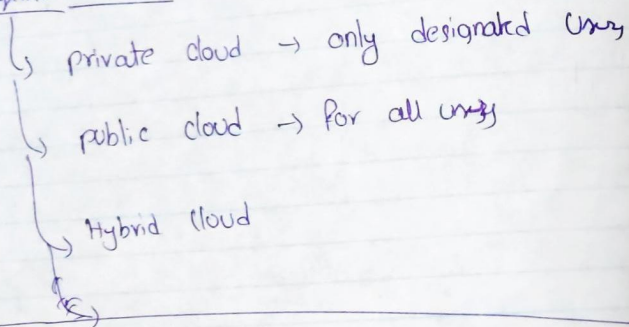 ↳ private cloud → only designated users
↳ public cloud → for all users
↳ Hybrid cloud